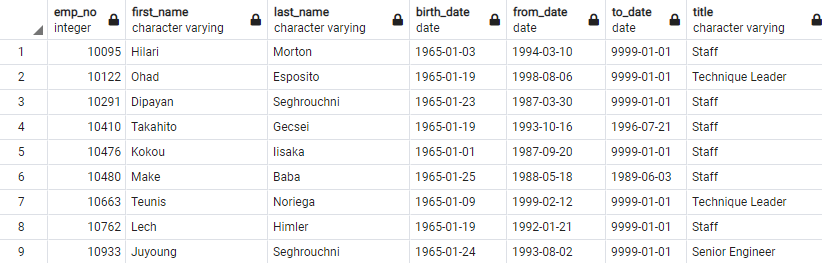 emp_no first_name last_name birth_date from_date to_date title
integer character varying character varying date date date character varying
1 10095 Hilari Morton 1965-01-03 1994-03-10 9999-01-01 Staff
2 10122 Ohad Esposito 1965-01-19 1998-08-06 9999-01-01 Technique Leader
3 10291 Dipayan Seghrouchni 1965-01-23 1987-03-30 9999-01-01 Staff
4 10410 Takahito Gecsei 1965-01-19 1993-10-16 1996-07-21 Staff
5 10476 Kokou Iisaka 1965-01-01 1987-09-20 9999-01-01 Staff
6 10480 Make Baba 1965-01-25 1988-05-18 1989-06-03 Staff
7 10663 Teunis Noriega 1965-01-09 1999-02-12 9999-01-01 Technique Leader
8 10762 Lech Himler 1965-01-19 1992-01-21 9999-01-01 Staff
9 10933 Juyoung Seghrouchni 1965-01-24 1993-08-02 9999-01-01 Senior Engineer